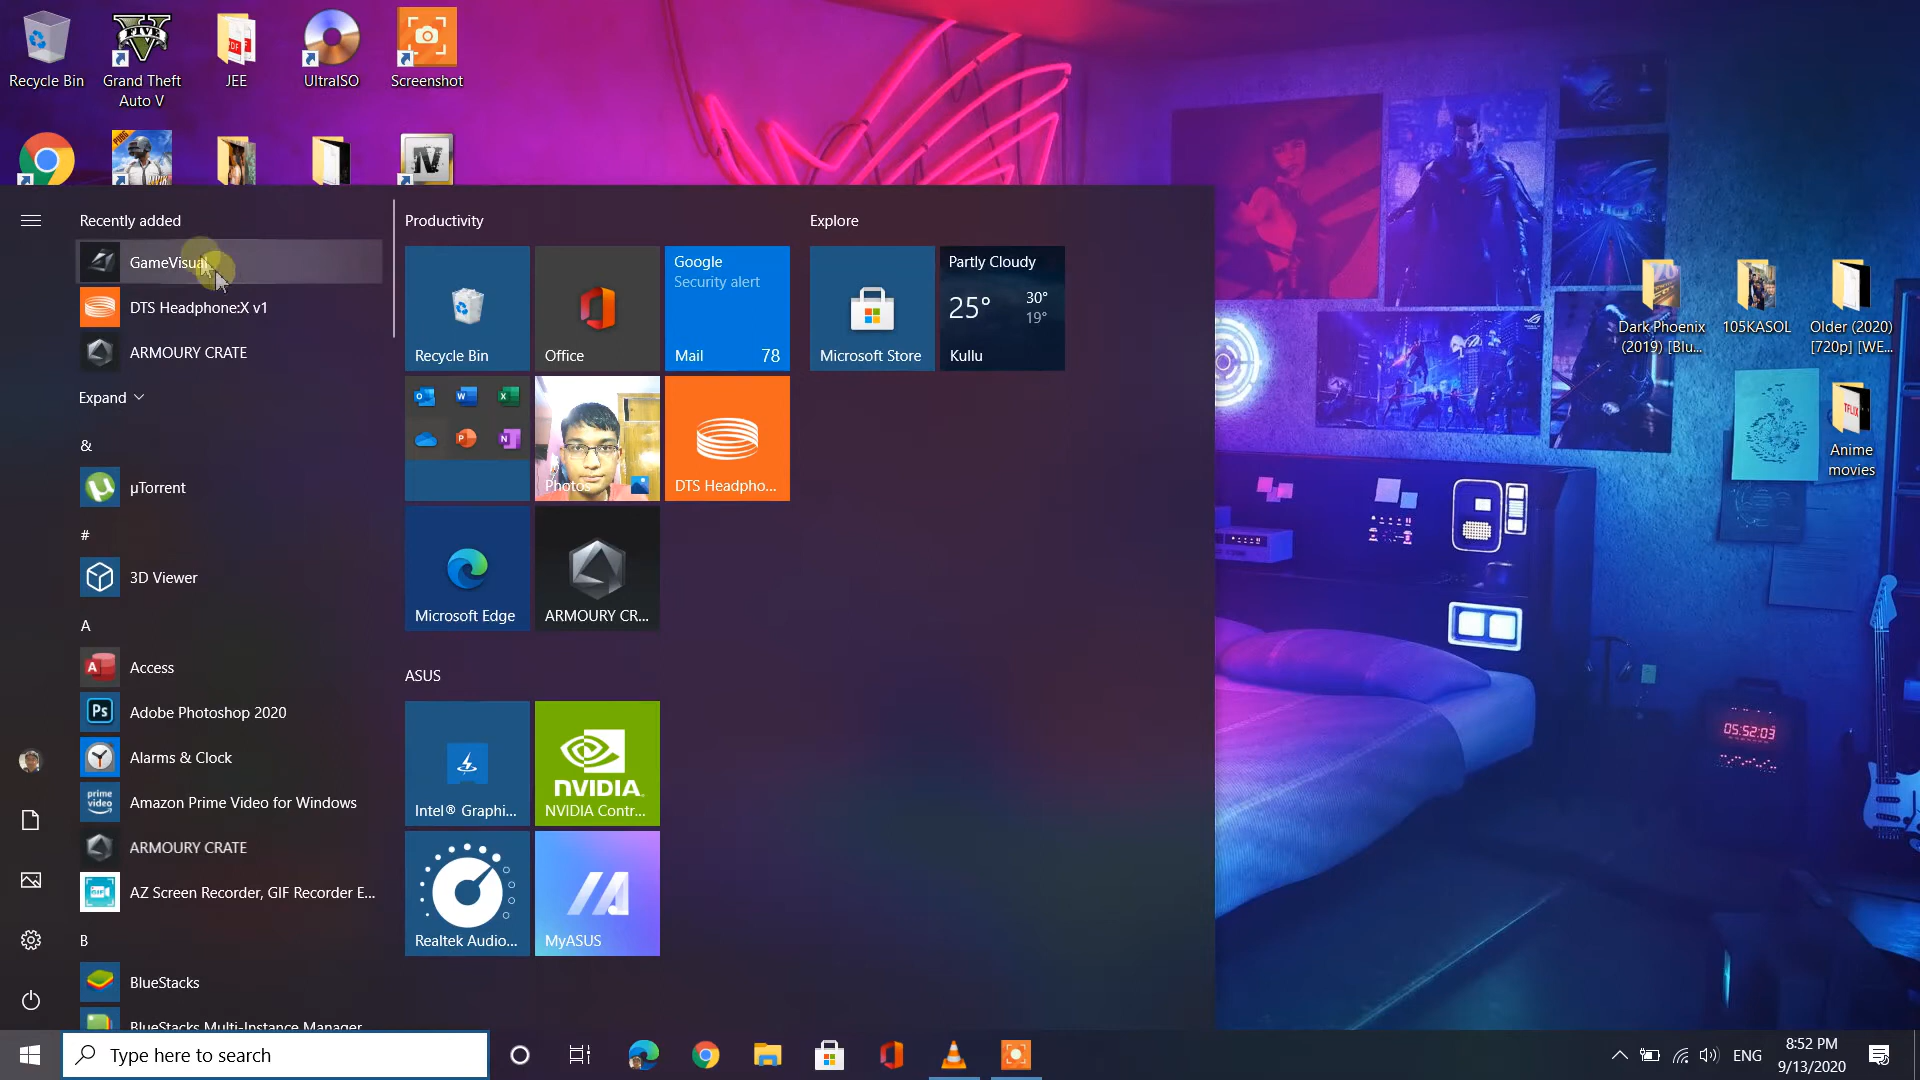 Recycle Bin
Grand Theft
Auto V
JEE
UltraISO
Screenshot
Recently added
GameVisual
DTS Headphone:X v1
ARMOURY CRATE
Expand
&
µTorrent
#
3D Viewer
A
Access
Adobe Photoshop 2020
Alarms & Clock
Amazon Prime Video for Windows
ARMOURY CRATE
AZ Screen Recorder, GIF Recorder E...
B
BlueStacks
BlueStacks Multi-Instance Manager
Productivity
Recycle Bin
Office
Google
Security alert
Mail 78
Photos
DTS Headpho...
Microsoft Edge
ARMOURY CR...
ASUS
Intel® Graphi...
NVIDIA
NVIDIA Contr...
Realtek Audio...
MyASUS
Explore
Microsoft Store
Partly Cloudy
25° 30°
19°
Kullu
Dark Phoenix
(2019) [Blu...
105KASOL
Older (2020)
[720p] [WE...
Anime
movies
05:52:03
Type here to search
ENG
8:52 PM
9/13/2020